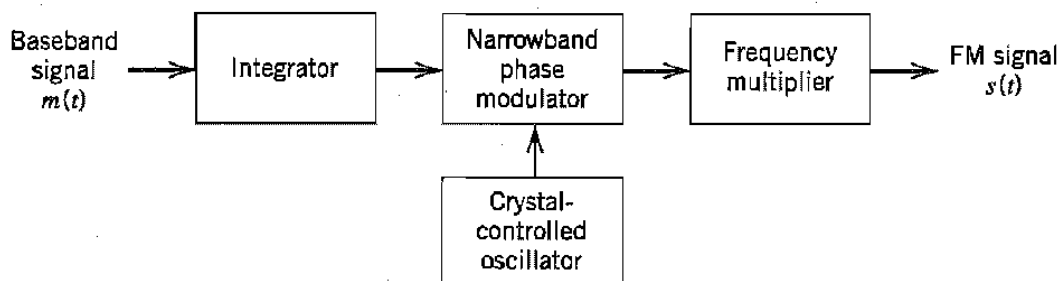 Baseband
signal
m(t)
Integrator
Narrowband
phase
modulator
Frequency
multiplier
FM signal
s(t)
Crystal-
controlled
oscillator